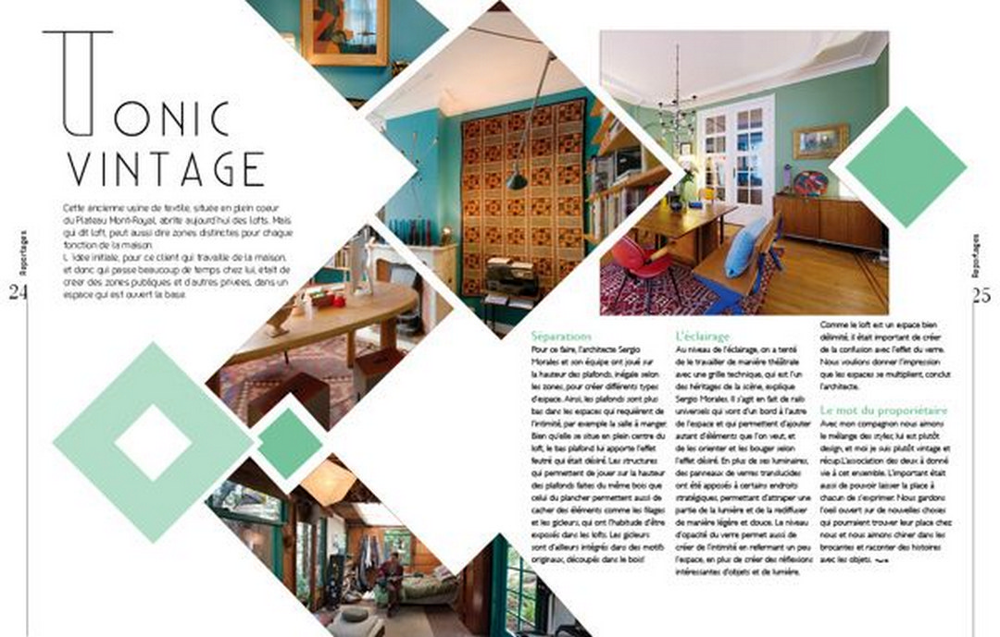 TONIC
VINTAGE
Cette ancienne usine de textile, située en plein coeur
du Plateau Mont-Royal, abrite aujourd'hui des lofts. Mais
qui dit loft, peut aussi dire zones distinctes pour chaque
fonction de la maison.
L'idée initiale, pour ce client qui travaille de la maison,
et donc qui passe beaucoup de temps chez lui, était de
créer des zones publiques et d'autres privées, dans un
espace qui est ouvert la base.
Reportages
24
Séparations
Pour ce faire, l'architecte Sergio
Morales et son équipe ont joué sur
la hauteur des plafonds, inégale selon
les zones, pour créer différents types
d'espace. Ainsi, les plafonds sont plus
bas dans les espaces qui requièrent de
l'intimité, par exemple la salle à manger.
Bien qu'elle se situe en plein centre du
loft, le bas plafond lui apporte l'effet
feutré qui était désiré. Les structures
qui permettent de jouer sur la hauteur
des plafonds faites du même bois que
celui du plancher permettent aussi de
cacher des éléments comme les filages
et les gicleurs, qui ont l'habitude d'être
exposés dans les lofts. Les gicleurs
sont d'ailleurs intégrés dans des motifs
originaux, découpés dans le bois!
L'éclairage
Au niveau de l'éclairage, on a tenté
de le travailler de manière théâtrale
avec une grille technique, qui est l'un
des héritages de la scène, explique
Sergio Morales. Il s'agit en fait de rails
universels qui vont d'un bord à l'autre
de l'espace et qui permettent d'ajouter
autant d'éléments que l'on veut, et
de les orienter et les bouger selon
l'effet désiré. En plus de ses luminaires,
des panneaux de verres translucides
ont été apposés à certains endroits
stratégiques, permettant d'attraper une
partie de la lumière et de la rediffuser
de manière légère et douce. Le niveau
d'opacité du verre permet aussi de
créer de l'intimité en refermant un peu
l'espace, en plus de créer des réflexions
intéressantes d'objets et de lumière.
Comme le loft est un espace bien
délimité, il était important de créer
de la confusion avec l'effet du verre.
Nous voulions donner l'impression
que les espaces se multiplient, conclut
l'architecte.
Le mot du proporiétaire
Avec mon compagnon nous aimons
le mélange des styles, lui est plutôt
design, et moi je suis plutôt vintage et
récup.L'association des deux à donné
vie à cet ensemble. L'important était
aussi de pouvoir laisser la place à
chacun de s'exprimer. Nous gardons
l'oeil ouvert sur de nouvelles choses
qui pourraient trouver leur place chez
nous et nous aimons chiner dans les
brocantes et raconter des histoires
avec les objets.
Reportages
25